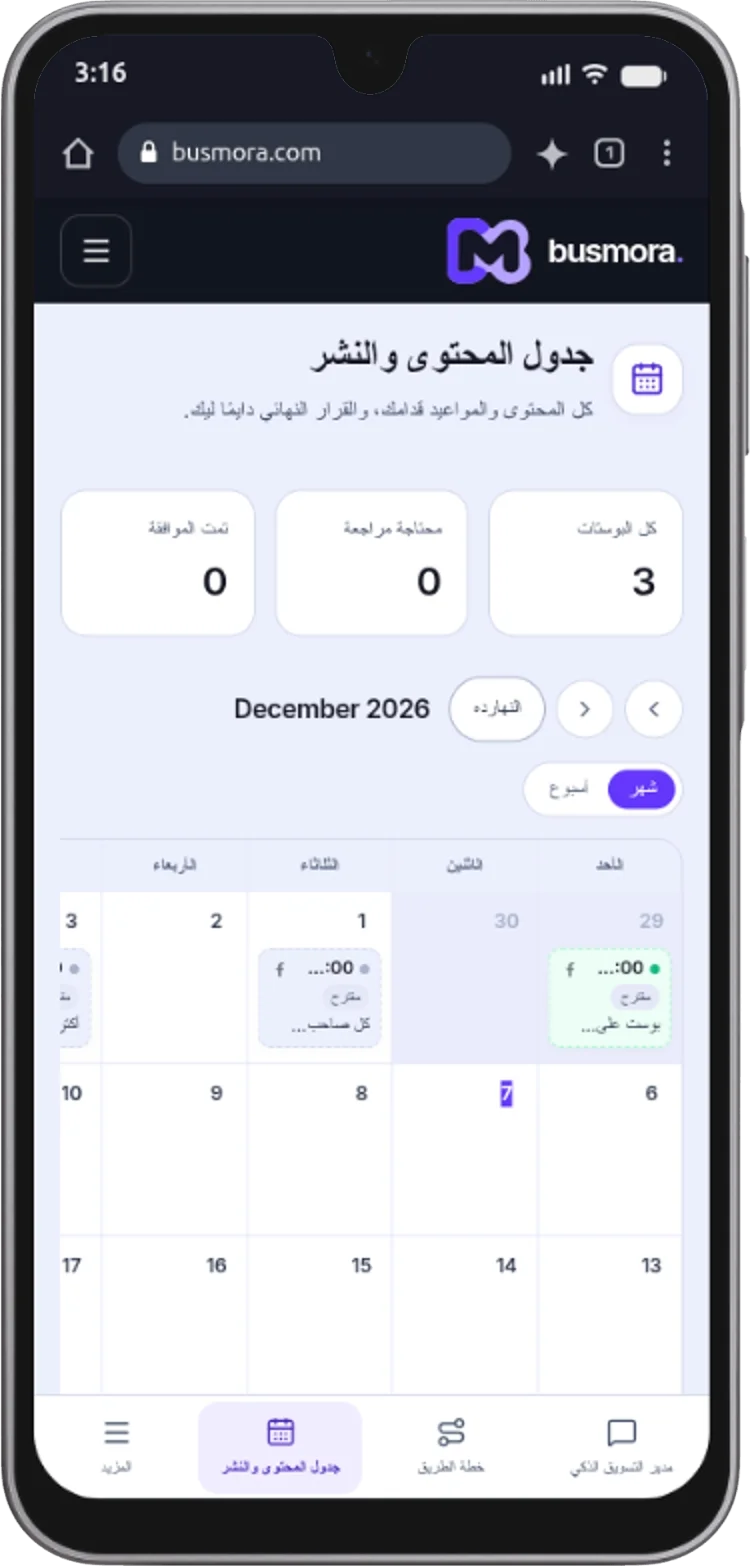 3:16
busmora.com
1
busmora.
جدول المحتوى والنشر
كل المحتوى والمواعيد قدامك، والقرار النهائي دايمًا ليك.
كل البوستات
3
محتاجة مراجعة
0
تمت الموافقة
0
النهارده
December 2026
شهر
أسبوع
الأحد الاثنين الثلاثاء الأربعاء
29 30 1 2 3
:00...
مقترح
بوست على...
:00...
مقترح
كل صاحب...
6 7 8 9 10
13 14 15 16 17
مدير التسويق الذكي
خطة الطريق
جدول المحتوى والنشر
المزيد